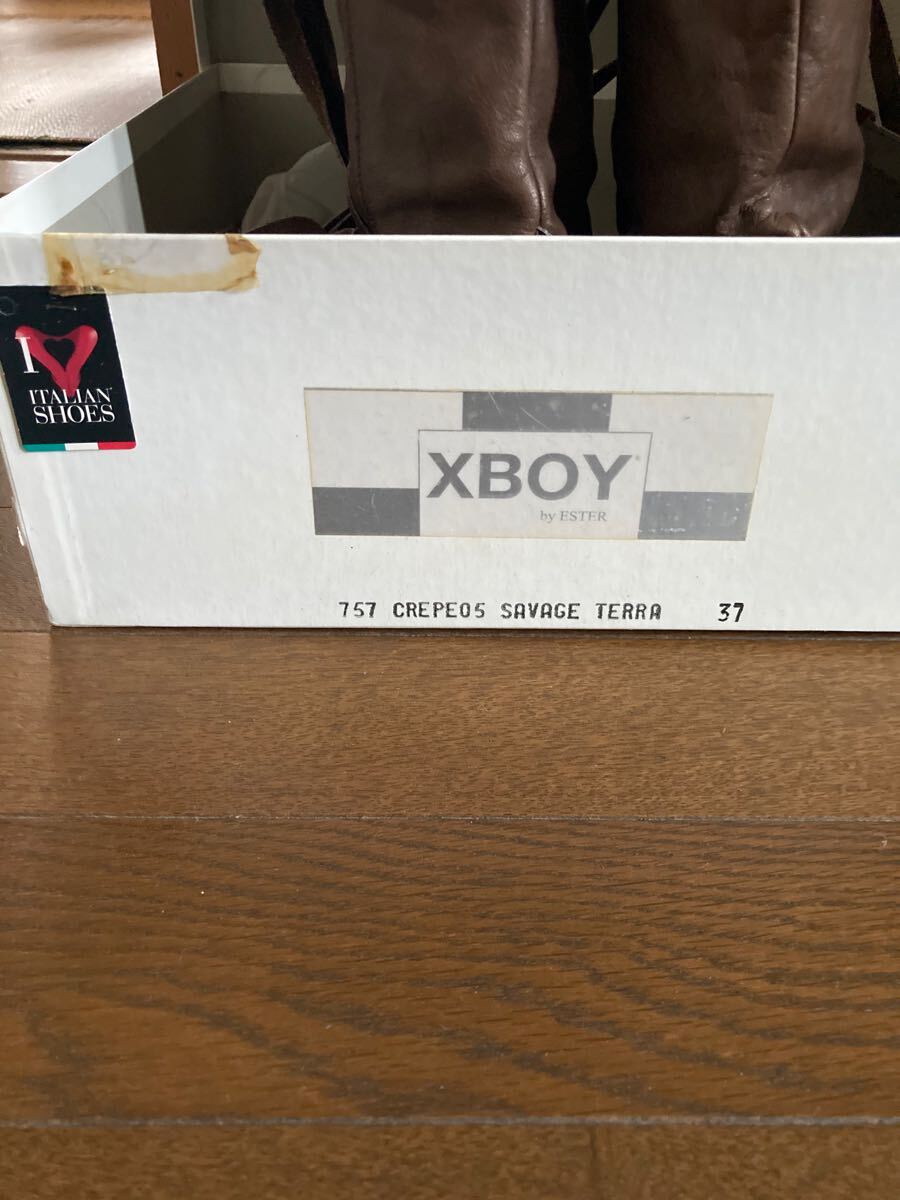 I
ITALIAN
SHOES
XBOY
by ESTER
757 CREPE05 SAVAGE TERRA 37